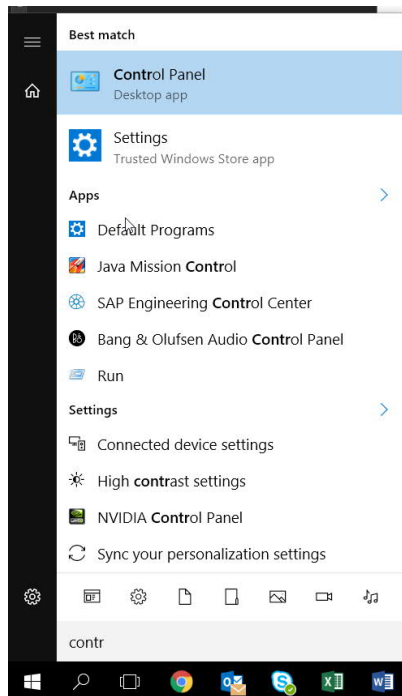 Best match
Control Panel
Desktop app
Settings
Trusted Windows Store app
Apps
Default Programs
Java Mission Control
SAP Engineering Control Center
Bang & Olufsen Audio Control Panel
Run
Settings
Connected device settings
High contrast settings
NVIDIA Control Panel
Sync your personalization settings
contr